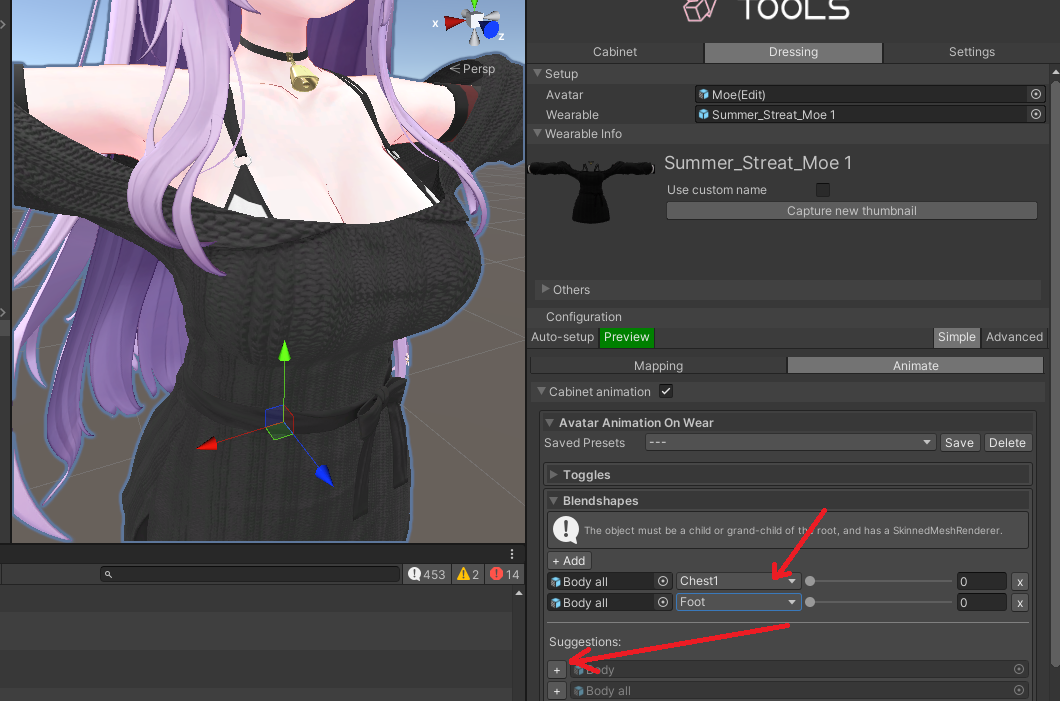 TOOLS
x
z
< Persp
Cabinet
Dressing
Settings
Setup
Avatar
Moe(Edit)
Wearable
Summer_Streat_Moe 1
Wearable Info
Summer_Streat_Moe 1
Use custom name
Capture new thumbnail
Others
Configuration
Auto-setup
Preview
Simple
Advanced
Mapping
Animate
Cabinet animation
Avatar Animation On Wear
Saved Presets
---
Save
Delete
Toggles
Blendshapes
The object must be a child or grand-child of the root, and has a SkinnedMeshRenderer.
+ Add
Body all
Chest1
0
x
Body all
Foot
0
x
Suggestions:
+
Body
+
Body all
453
2
14